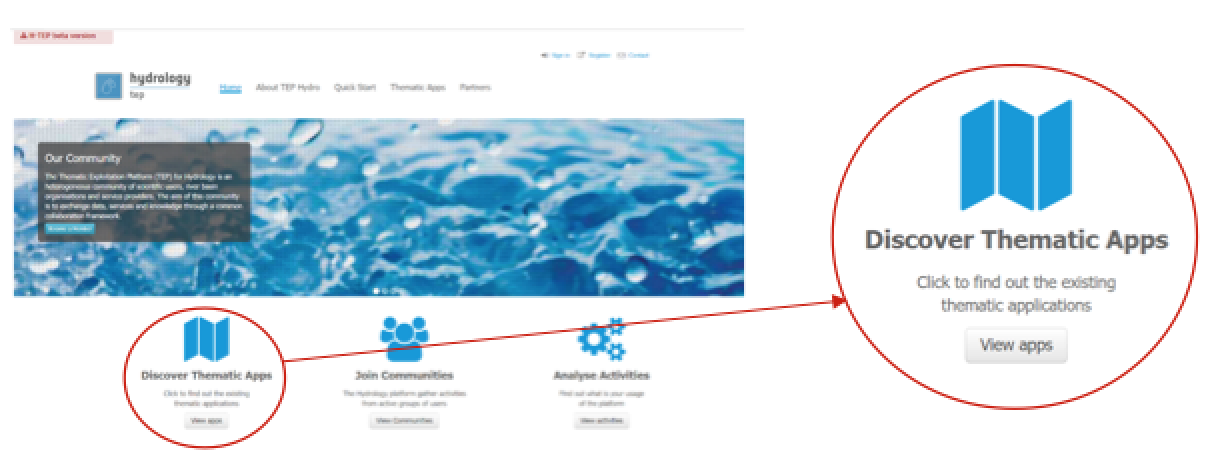 H-TEP beta version
Sign in Register Contact
hydrology
tep
Home About TEP Hydro Quick Start Thematic Apps Partners
Our Community
The Thematic Exploitation Platform (TEP) for Hydrology is an
heterogeneous community of scientific users, river basin
organisations and service providers. The aim of this community
is to exchange data, services and knowledge through a common
collaboration framework.
Discover Thematic Apps
Click to find out the existing
thematic applications
View apps
Join Communities
The Hydrology platform gather activities
from active groups of users
View Communities
Analyse Activities
Find out what is your usage
of the platform
View activities
Discover Thematic Apps
Click to find out the existing
thematic applications
View apps